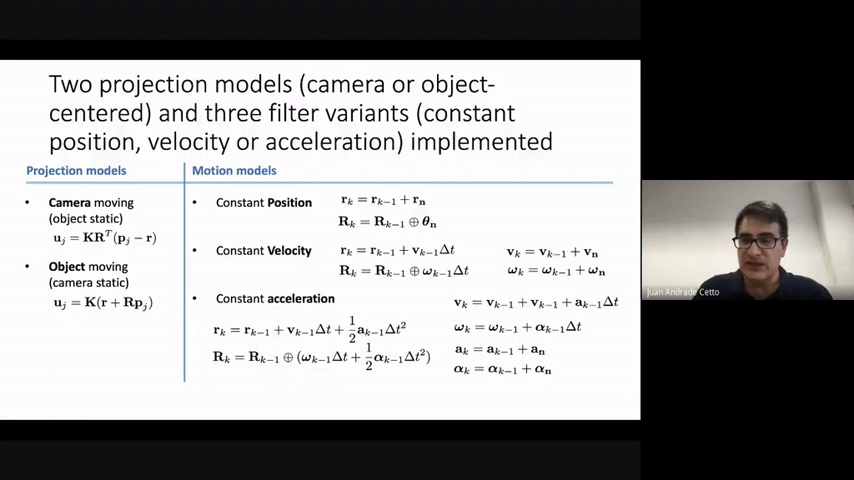 Two projection models (camera or object-
centered) and three filter variants (constant
position, velocity or acceleration) implemented
Projection models
Motion models
• Camera moving
(object static)
u_j = KR^T(p_j − r)
• Object moving
(camera static)
u_j = K(r + Rp_j)
• Constant Position
r_k = r_{k−1} + r_n
R_k = R_{k−1} ⊕ θ_n
• Constant Velocity
r_k = r_{k−1} + v_{k−1}Δt
v_k = v_{k−1} + v_n
R_k = R_{k−1} ⊕ ω_{k−1}Δt
ω_k = ω_{k−1} + ω_n
• Constant acceleration
v_k = v_{k−1} + v_{k−1} + a_{k−1}Δt
r_k = r_{k−1} + v_{k−1}Δt + 1/2 a_{k−1}Δt²
ω_k = ω_{k−1} + α_{k−1}Δt
R_k = R_{k−1} ⊕ (ω_{k−1}Δt + 1/2 α_{k−1}Δt²)
a_k = a_{k−1} + a_n
α_k = α_{k−1} + α_n
Juan Andrade Cetto